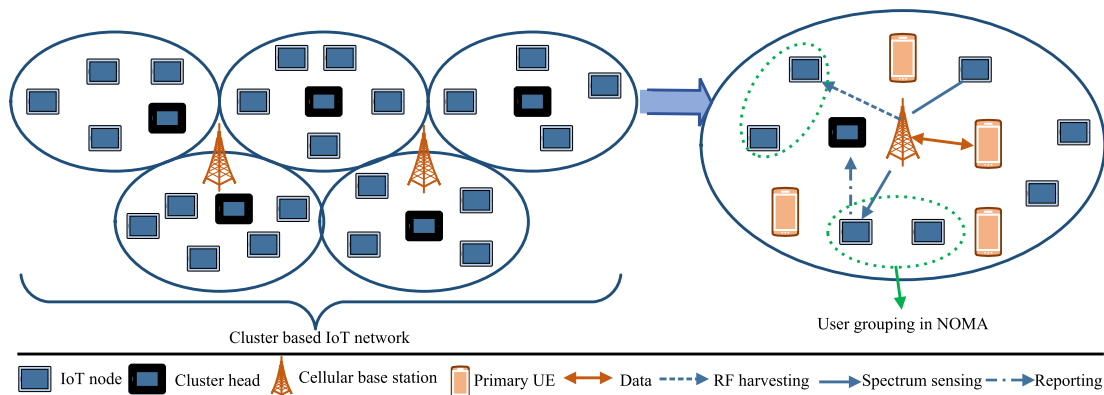 User grouping in NOMA
Cluster based IoT network
IoT node
Cluster head
Cellular base station
Primary UE
Data
RF harvesting
Spectrum sensing
Reporting